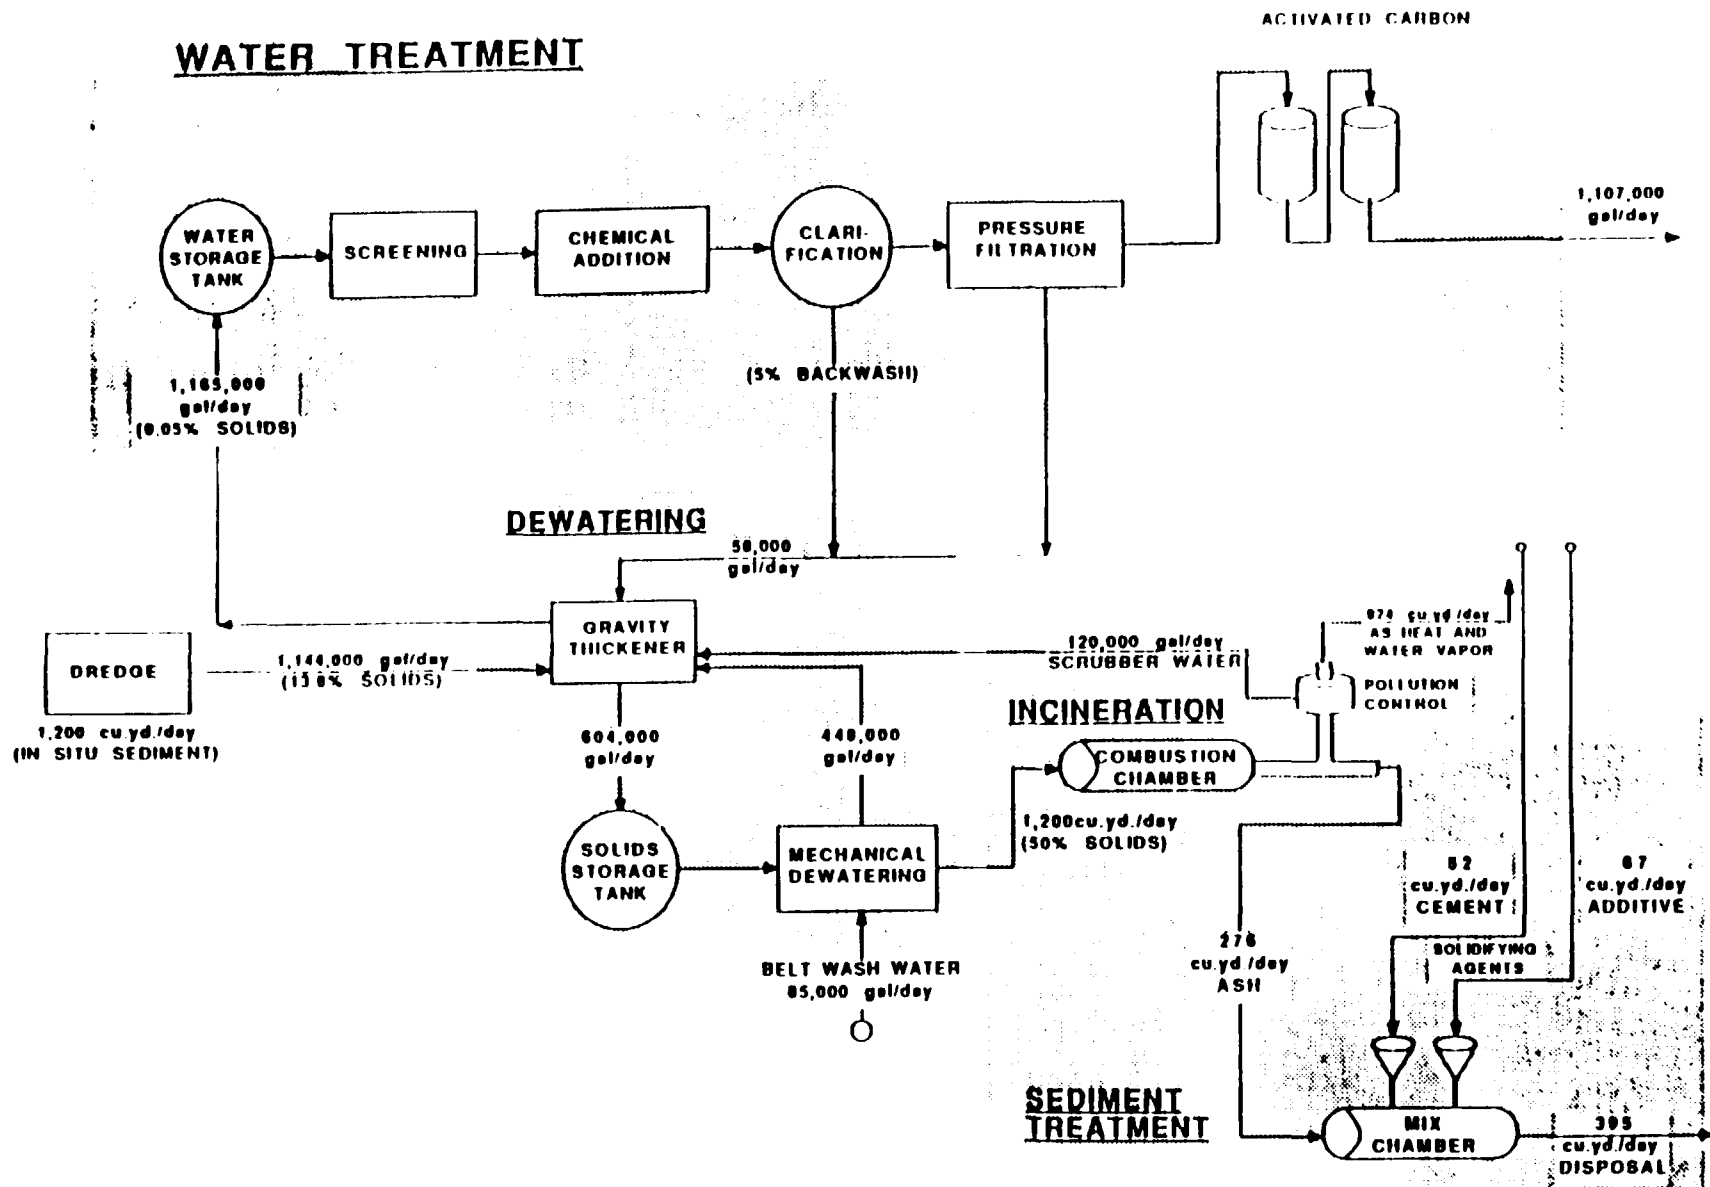 ACTIVATED CARBON
WATER TREATMENT
1,107,000
gal/day
WATER
STORAGE
TANK
SCREENING
CHEMICAL
ADDITION
CLARI-
FICATION
PRESSURE
FILTRATION
1,165,000
gal/day
(0.05% SOLIDS)
(5% BACKWASH)
DEWATERING
58,000
gal/day
GRAVITY
THICKENER
DREDGE
1,144,000 gal/day
SOLIDS)
1,200 cu.yd./day
(IN SITU SEDIMENT)
120,000 gal/day
SCRUBBER WATER
cu.yd/day
AS HEAT AND
WATER VAPOR
POLLUTION
CONTROL
INCINERATION
COMBUSTION
CHAMBER
604,000
gal/day
gal/day
1,200cu.yd./day
(50% SOLIDS)
SOLIDS
STORAGE
TANK
MECHANICAL
DEWATERING
BELT WASH WATER
85,000 gal/day
276
cu.yd./day
ASH
52
cu.yd./day
CEMENT
67
cu.yd./day
ADDITIVE
SOLIDIFYING
AGENTS
SEDIMENT
TREATMENT
MIX
CHAMBER
395
cu.yd./day
DISPOSAL